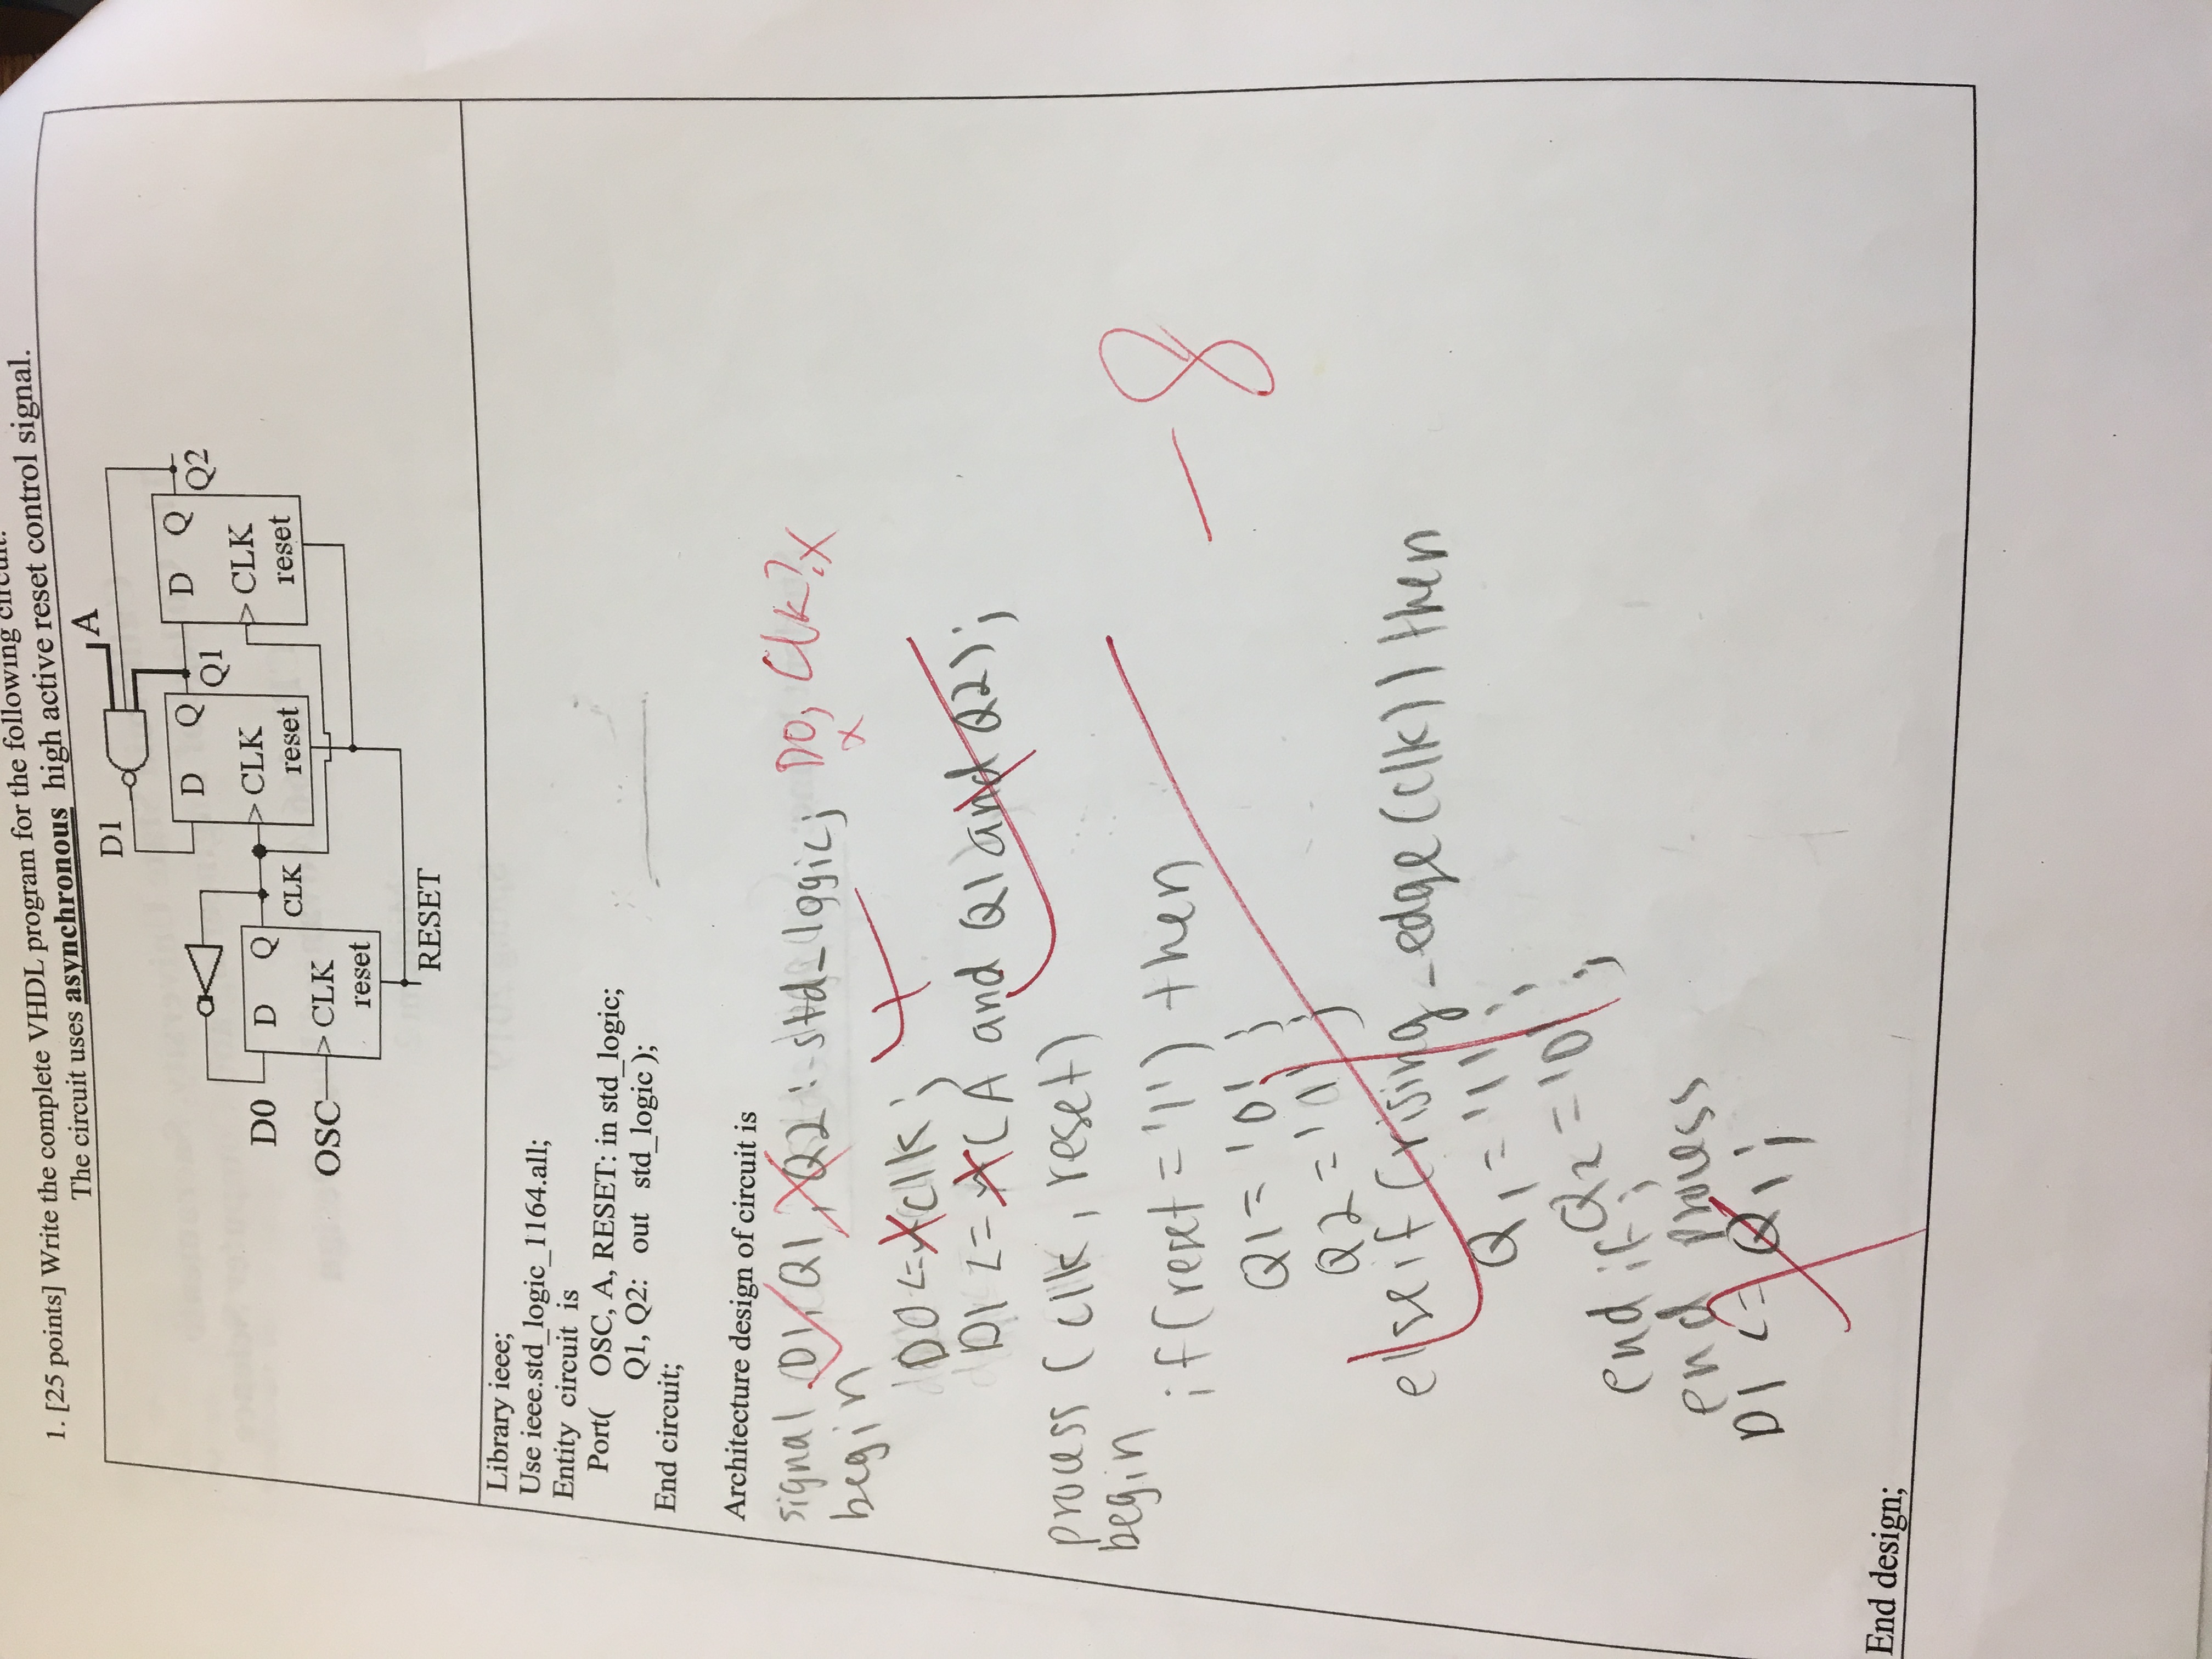 1. [25 points] Write the complete VHDL program for the following circuit.
The circuit uses asynchronous high active reset control signal.
A
D1
D Q
D Q
Q1
Q2
CLK
CLK
reset
reset
D0
D Q
CLK
OSC
CLK
reset
RESET
Library ieee;
Use ieee.std_logic_1164.all;
Entity circuit is
Port( OSC, A, RESET: in std_logic;
Q1, Q2: out std_logic );
End circuit;
Architecture design of circuit is
signal D1, Q1, Q2 : std_logic; D0, Clk?x
x
begin
D0 <= clk ;
D1 <= (A and Q1 and Q2);
process (clk, reset)
begin
if (reset = '1') then
Q1 = '0' ;
Q2 = ' ' ;
elseif (rising_edge(clk)) then
Q1 = '1' ;
Q2 = '0' ;
end if;
end process
D1 <= Q1;
-8
End design;